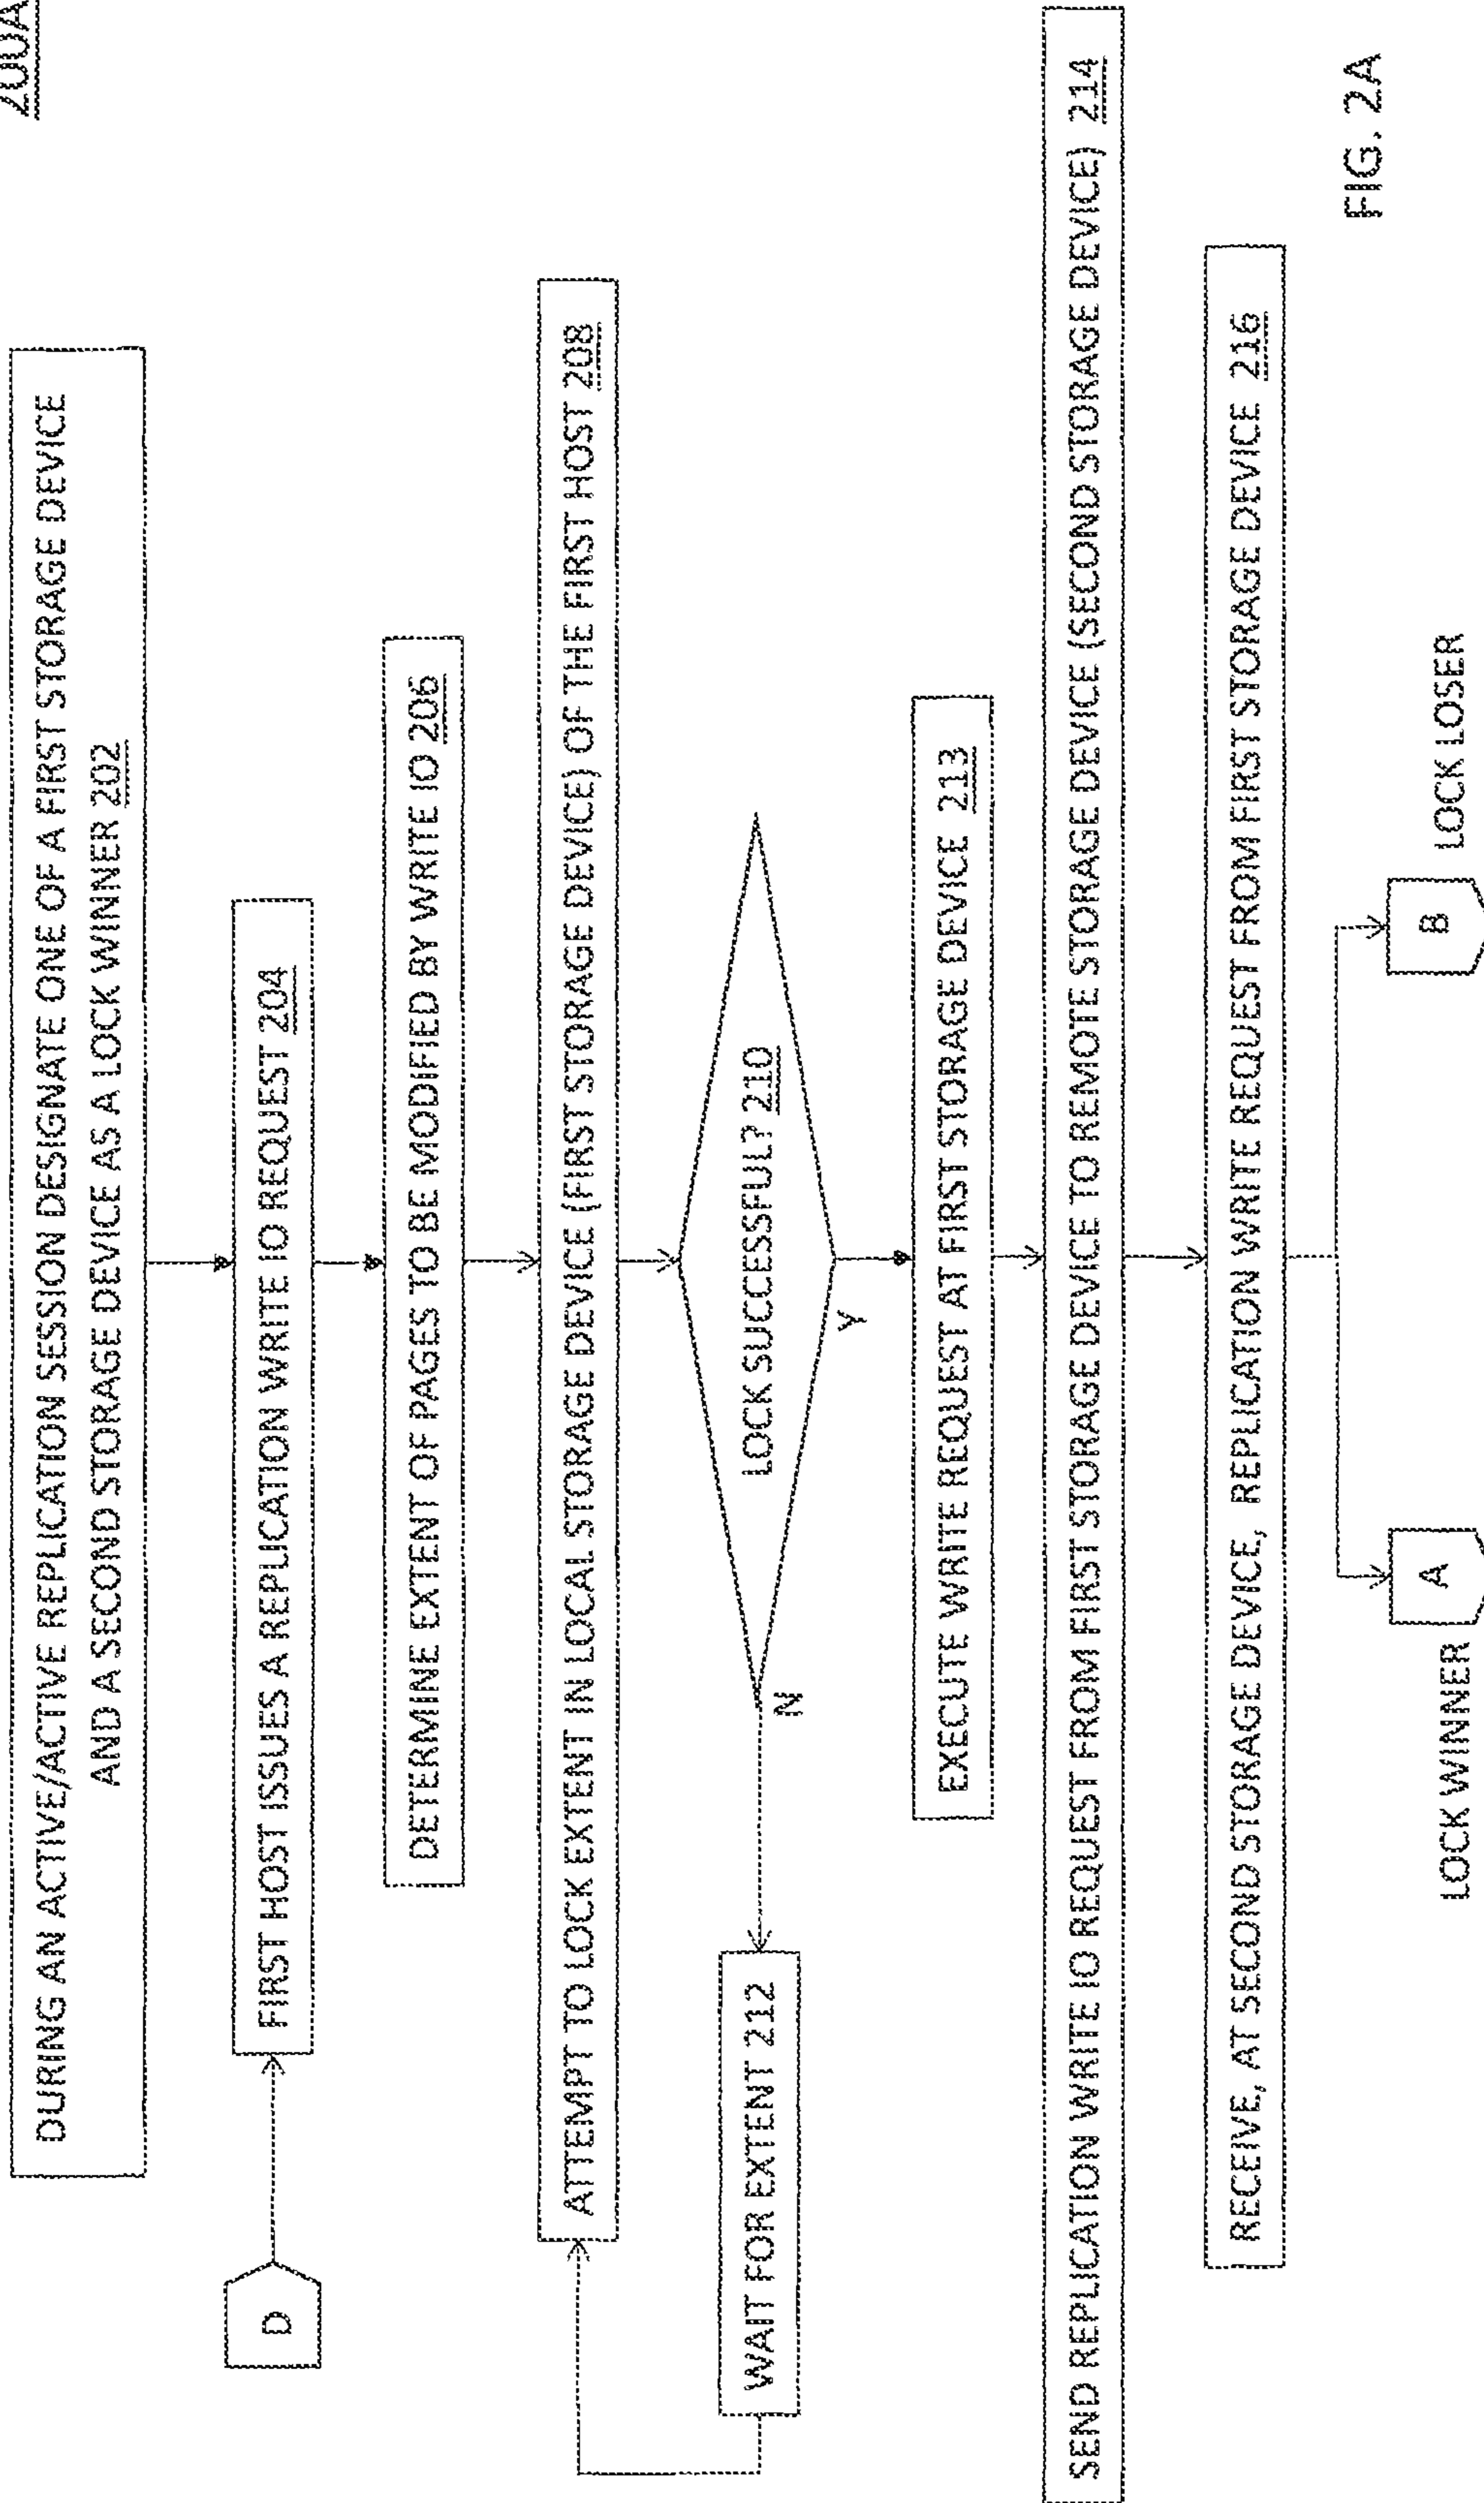 200A
DURING AN ACTIVE/ACTIVE REPLICATION SESSION DESIGNATE ONE OF A FIRST STORAGE DEVICE
AND A SECOND STORAGE DEVICE AS A LOCK WINNER 202
D
FIRST HOST ISSUES A REPLICATION WRITE IO REQUEST 204
DETERMINE EXTENT OF PAGES TO BE MODIFIED BY WRITE IO 206
ATTEMPT TO LOCK EXTENT IN LOCAL STORAGE DEVICE (FIRST STORAGE DEVICE) OF THE FIRST HOST 208
LOCK SUCCESSFUL? 210
N
Y
WAIT FOR EXTENT 212
EXECUTE WRITE REQUEST AT FIRST STORAGE DEVICE 213
SEND REPLICATION WRITE IO REQUEST FROM FIRST STORAGE DEVICE TO REMOTE STORAGE DEVICE (SECOND STORAGE DEVICE) 214
RECEIVE, AT SECOND STORAGE DEVICE, REPLICATION WRITE REQUEST FROM FIRST STORAGE DEVICE 216
LOCK WINNER
A
B
LOCK LOSER
FIG. 2A